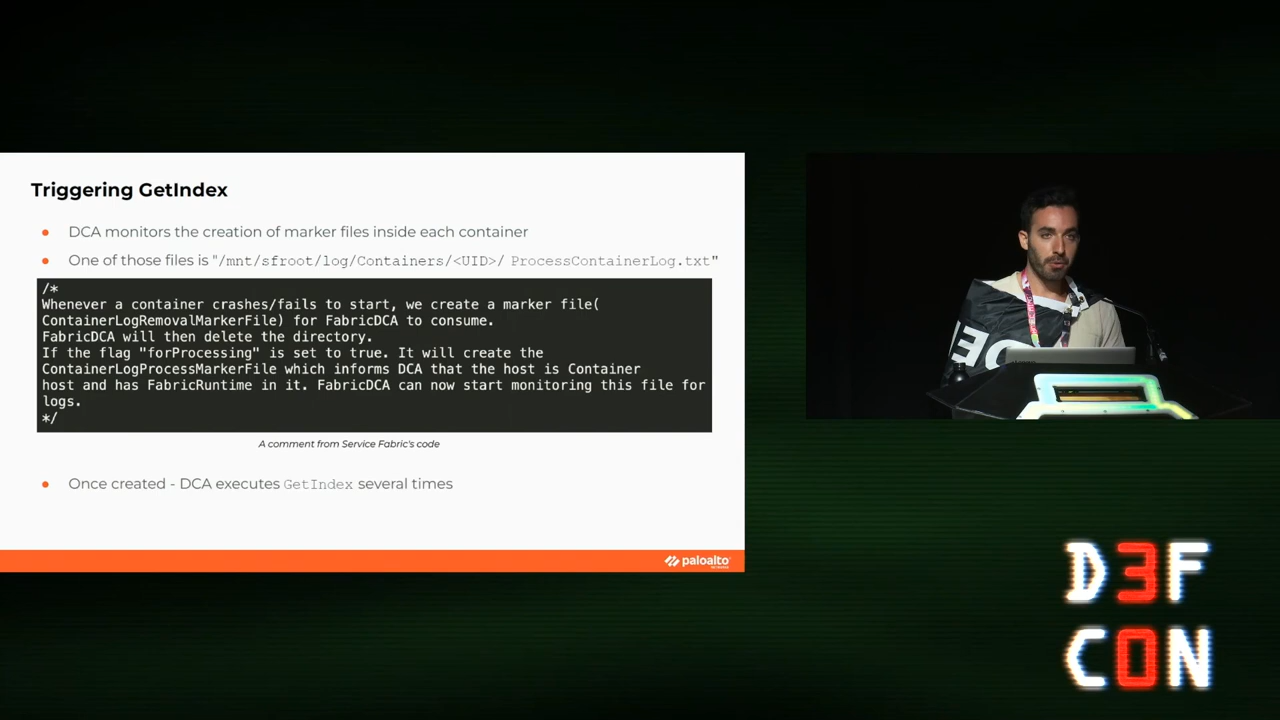 Triggering GetIndex
● DCA monitors the creation of marker files inside each container
● One of those files is "/mnt/sfroot/log/Containers/<UID>/ ProcessContainerLog.txt"
/*
Whenever a container crashes/fails to start, we create a marker file(
ContainerLogRemovalMarkerFile) for FabricDCA to consume.
FabricDCA will then delete the directory.
If the flag "forProcessing" is set to true. It will create the
ContainerLogProcessMarkerFile which informs DCA that the host is Container
host and has FabricRuntime in it. FabricDCA can now start monitoring this file for
logs.
*/
A comment from Service Fabric's code
● Once created - DCA executes GetIndex several times
paloalto
D3F
C0N